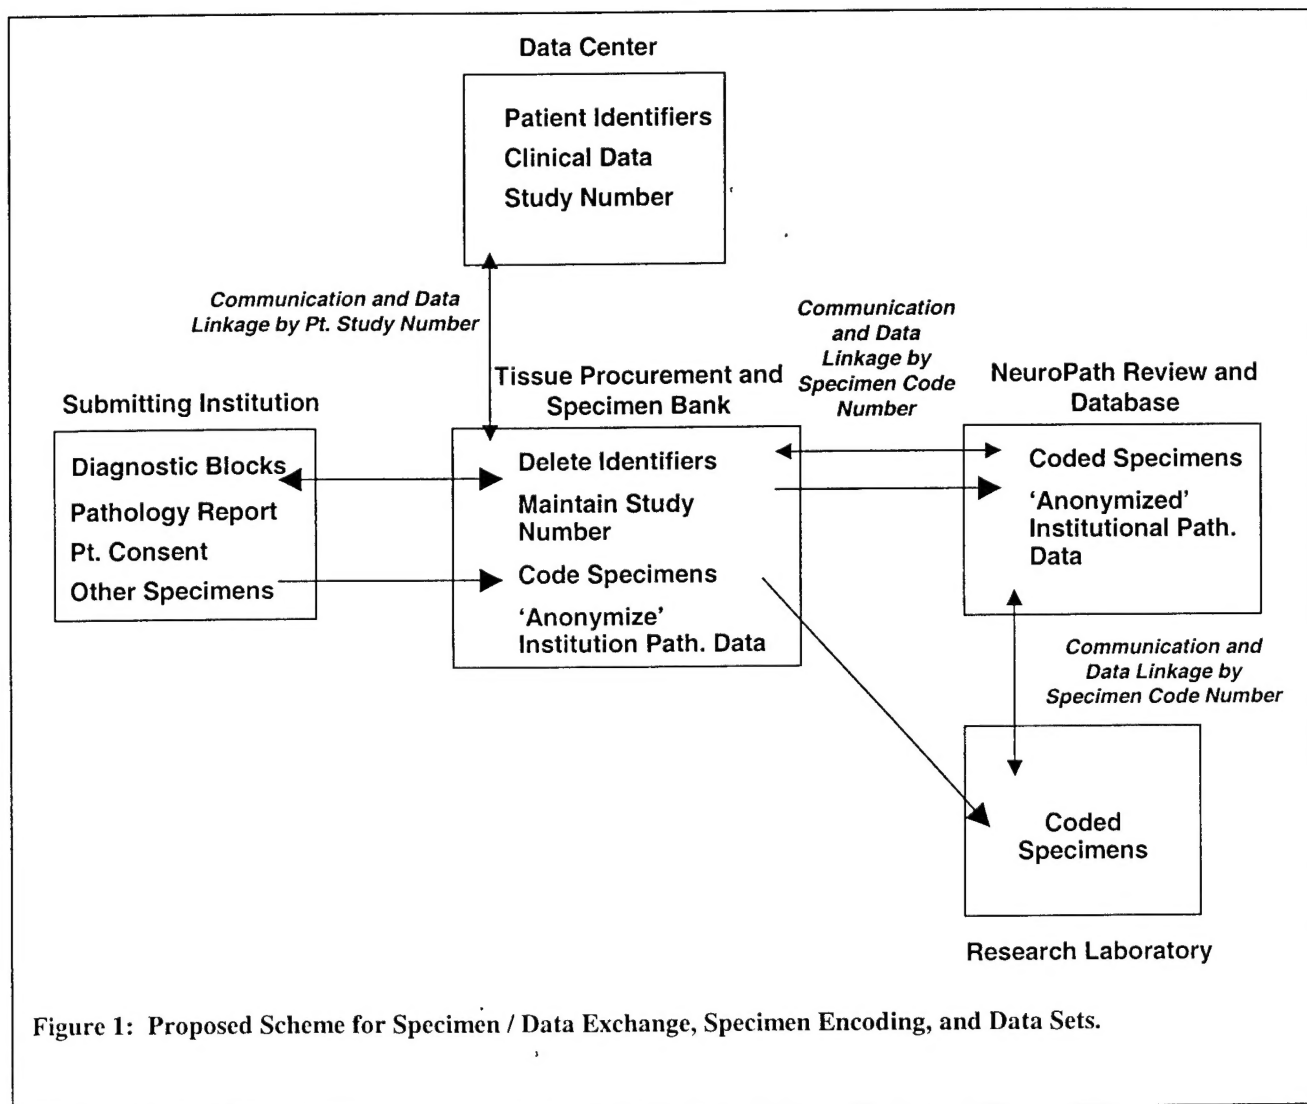 Data Center
Patient Identifiers
Clinical Data
Study Number
Communication and Data
Linkage by Pt. Study Number
Communication
and Data
Linkage by
Specimen Code
Number
Submitting Institution
Diagnostic Blocks
Pathology Report
Pt. Consent
Other Specimens
Tissue Procurement and
Specimen Bank
Delete Identifiers
Maintain Study
Number
Code Specimens
‘Anonymize’
Institution Path. Data
NeuroPath Review and
Database
Coded Specimens
‘Anonymized’
Institutional Path.
Data
Communication and
Data Linkage by
Specimen Code Number
Coded
Specimens
Research Laboratory
Figure 1: Proposed Scheme for Specimen / Data Exchange, Specimen Encoding, and Data Sets.